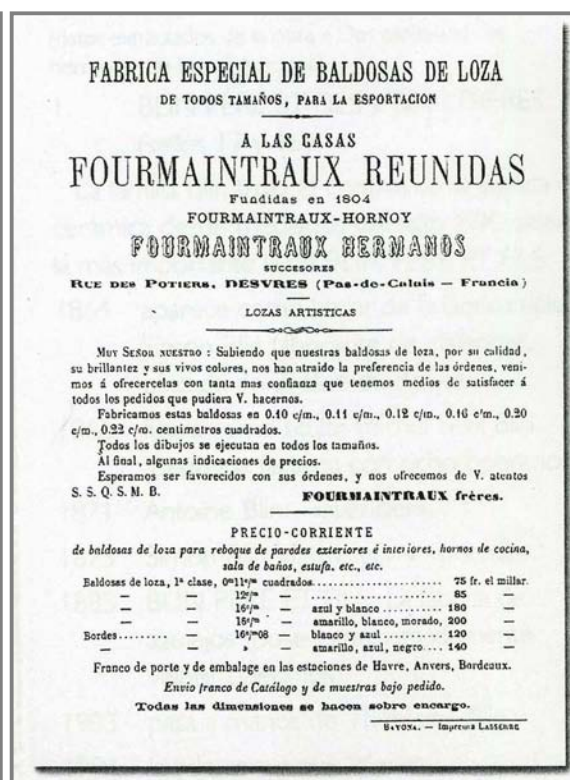 FABRICA ESPECIAL DE BALDOSAS DE LOZA
DE TODOS TAMAÑOS, PARA LA ESPORTACION
A LAS CASAS
FOURMAINTRAUX REUNIDAS
Fundidas en 1804
FOURMAINTRAUX-HORNOY
FOURMAINTRAUX HERMANOS
SUCCESORES
RUE DES POTIERS, DESVRES (Pas-de-Calais — Francia)
LOZAS ARTISTICAS
MUY SEÑOR NUESTRO : Sabiendo que nuestras baldosas de loza, por su calidad,
su brillantez y sus vivos colores, nos han atraido la preferencia de las órdenes, veni-
mos á ofrecercelas con tanta mas confianza que tenemos medios de satisfacer á
todos los pedidos que pudiera V. hacernos.
Fabricamos estas baldosas en 0.10 c/m., 0.11 c/m., 0.12 c/m., 0.16 c/m., 0.20
c/m., 0.22 c/m. centimetros cuadrados.
Todos los dibujos se ejecutan en todos los tamaños.
Al final, algunas indicaciones de precios.
Esperamos ser favorecidos con sus órdenes, y nos ofrecemos de V. atentos
S. S. Q. S. M. B. FOURMAINTRAUX frères.
PRECIO-CORRIENTE
de baldosas de loza para reboque de parodes exteriores é interiores, hornos de cocina,
sala de baños, estufa, etc., etc.
Baldosas de loza, 1ª clase, 0ᵐ11ᶜ/ᵐ cuadrados.................... 75 fr. el millar.
— — 12ᶜ/ᵐ — .................... 85 —
— — 16ᶜ/ᵐ — azul y blanco .... 180 —
— — 16ᶜ/ᵐ — amarillo, blanco, morado, 200 —
Bordes............. 16ᶜ/ᵐ08 blanco y azul .... 120 —
— » amarillo, azul, negro .... 140 —
Franco de porte y de embalage en las estaciones de Havre, Anvers, Bordeaux.
Envio franco de Catálogo y de muestras bajo pedido.
Todas las dimensiones se hacen sobre encargo.
BAYONA. — Imprenta LASSERRE